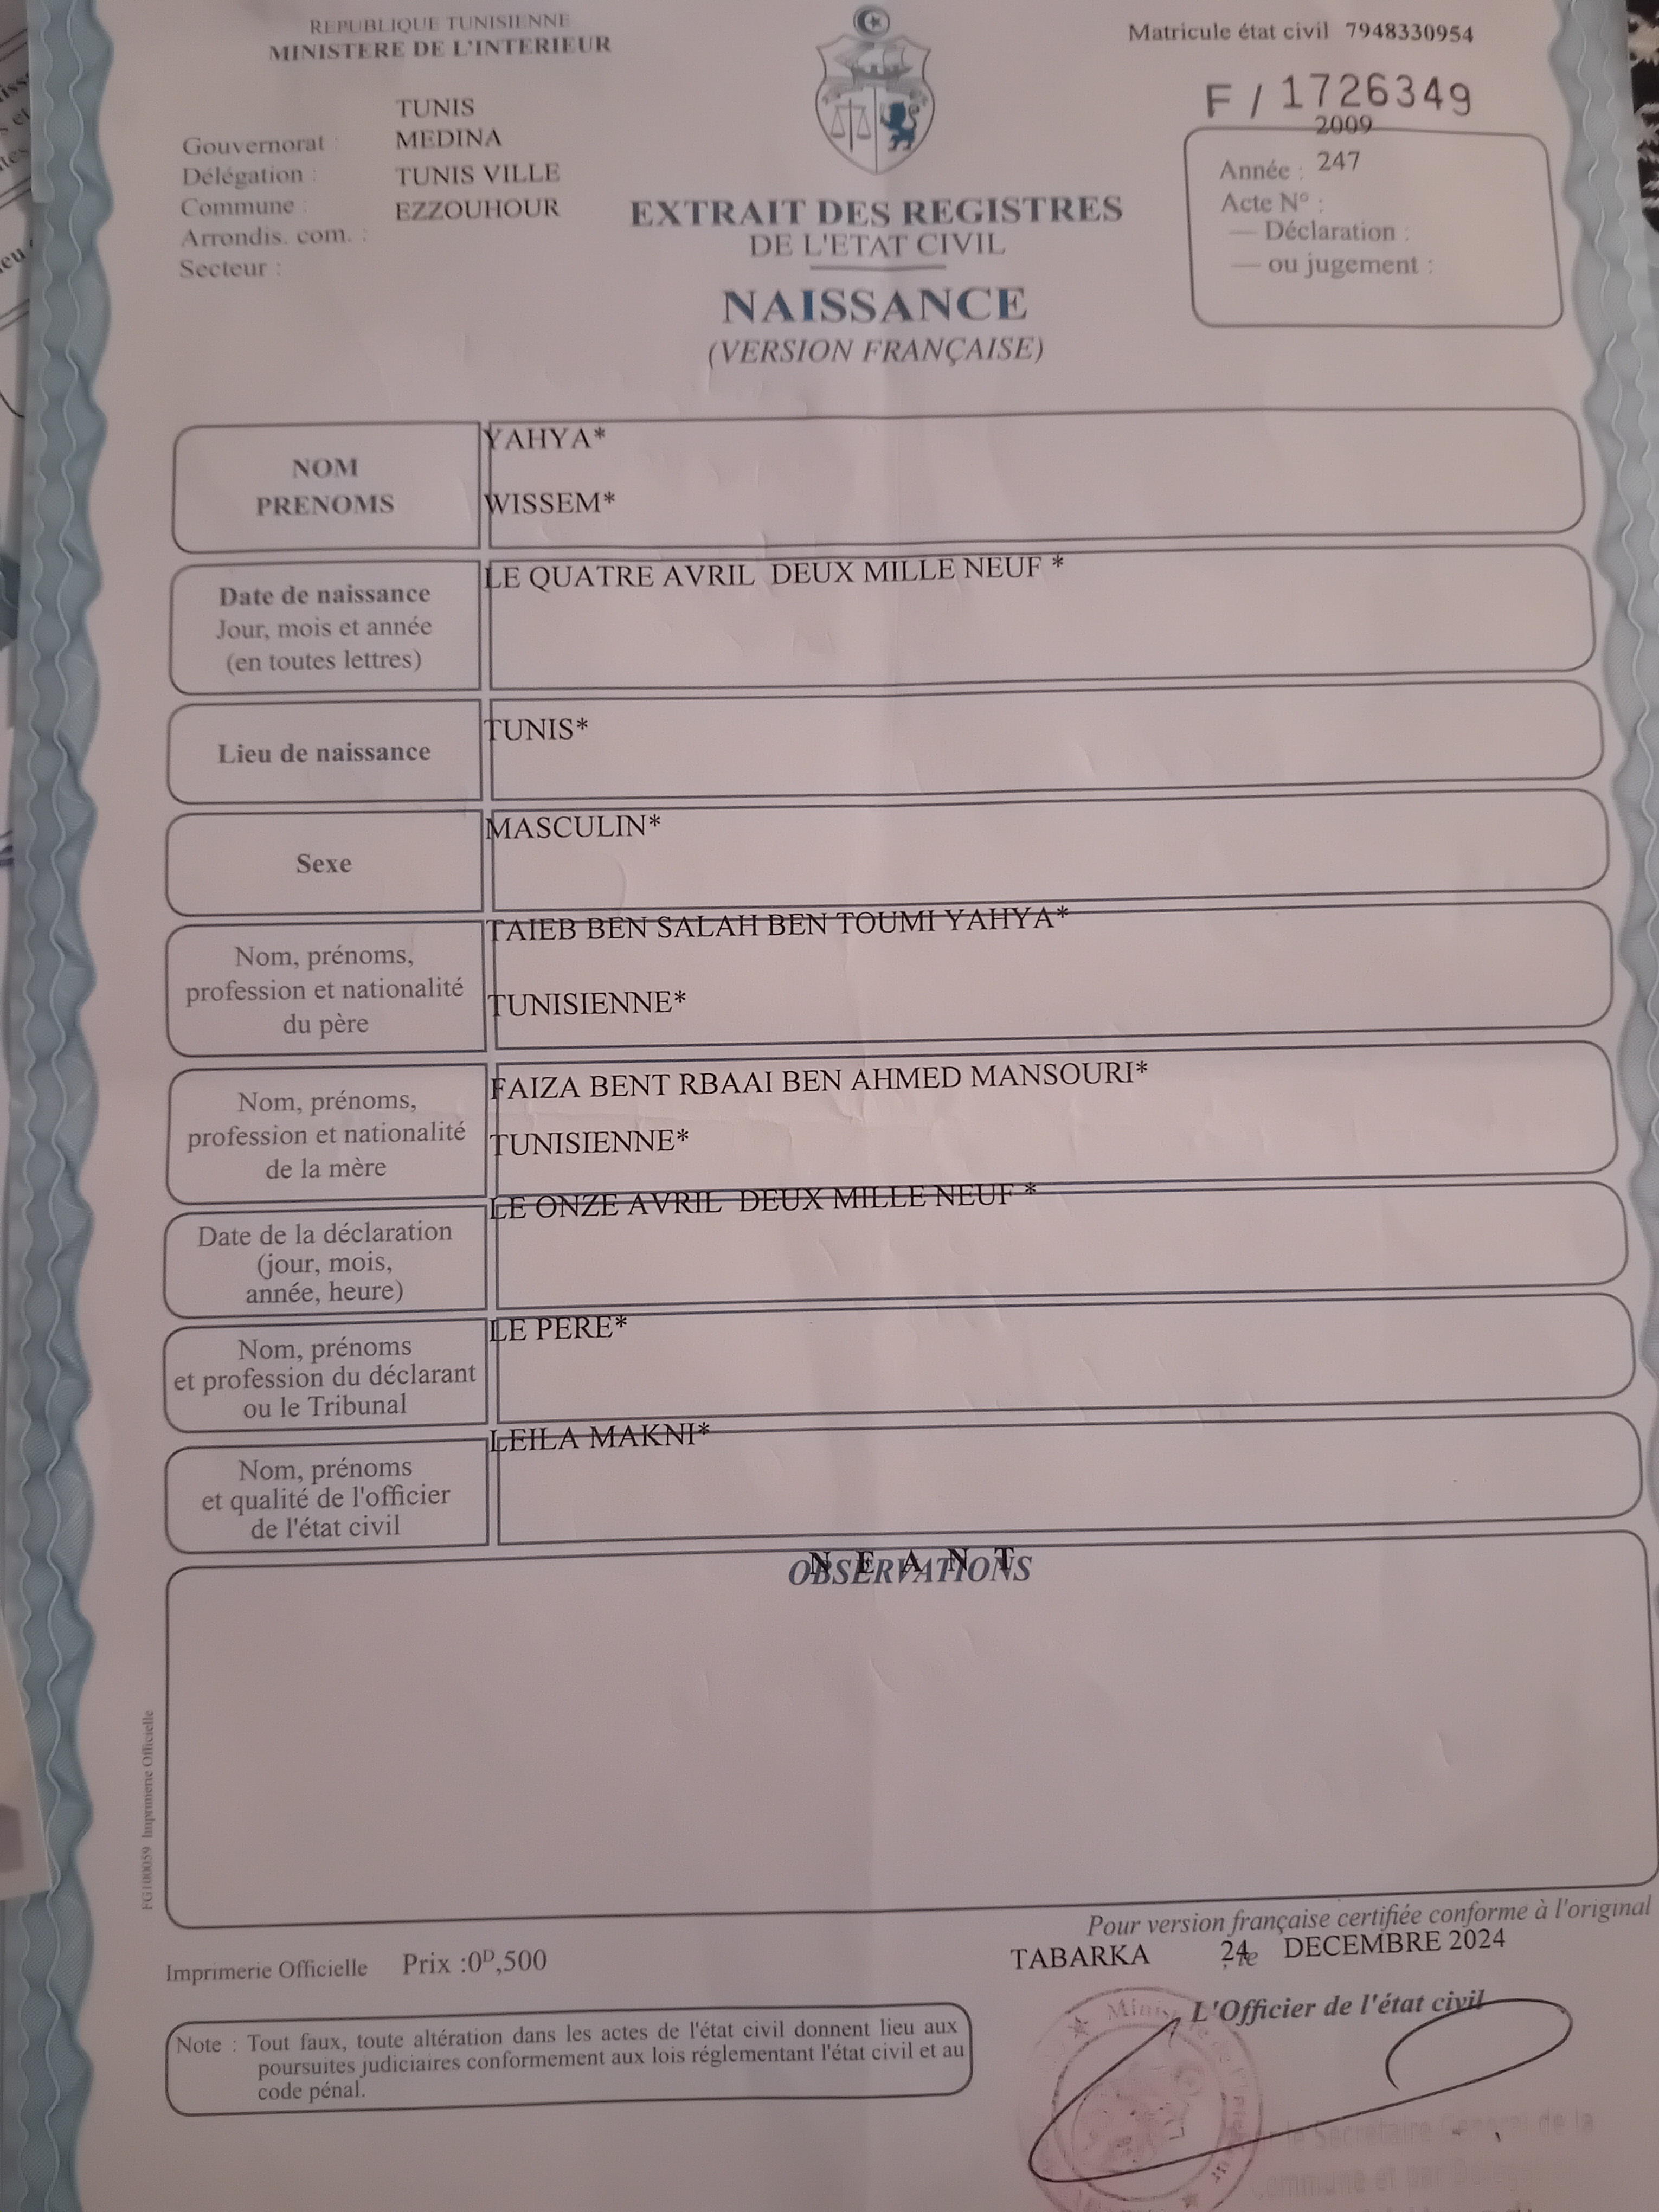 REPUBLIQUE TUNISIENNE
MINISTERE DE L'INTERIEUR
Matricule état civil 7948330954
F / 1726349
TUNIS
Gouvernorat : MEDINA
Délégation : TUNIS VILLE
Commune : EZZOUHOUR
Arrondis. com. :
Secteur :
2009
Année : 247
Acte N° :
— Déclaration :
— ou jugement :
EXTRAIT DES REGISTRES
DE L'ETAT CIVIL
NAISSANCE
(VERSION FRANÇAISE)
NOM
PRENOMS
YAHYA*
WISSEM*
Date de naissance
Jour, mois et année
(en toutes lettres)
LE QUATRE AVRIL DEUX MILLE NEUF *
Lieu de naissance
TUNIS*
Sexe
MASCULIN*
Nom, prénoms,
profession et nationalité
du père
TAIEB BEN SALAH BEN TOUMI YAHYA*
TUNISIENNE*
Nom, prénoms,
profession et nationalité
de la mère
FAIZA BENT RBAAI BEN AHMED MANSOURI*
TUNISIENNE*
Date de la déclaration
(jour, mois,
année, heure)
LE ONZE AVRIL DEUX MILLE NEUF *
Nom, prénoms
et profession du déclarant
ou le Tribunal
LE PERE*
Nom, prénoms
et qualité de l'officier
de l'état civil
LEILA MAKNI*
OBSERVATIONS
N E A N T
FG100059 Imprimerie Officielle
Pour version française certifiée conforme à l'original
TABARKA , le 24 DECEMBRE 2024
Imprimerie Officielle Prix :0D,500
L'Officier de l'état civil
Note : Tout faux, toute altération dans les actes de l'état civil donnent lieu aux
poursuites judiciaires conformement aux lois réglementant l'état civil et au
code pénal.
le Secrétaire Général de la
Commune et par